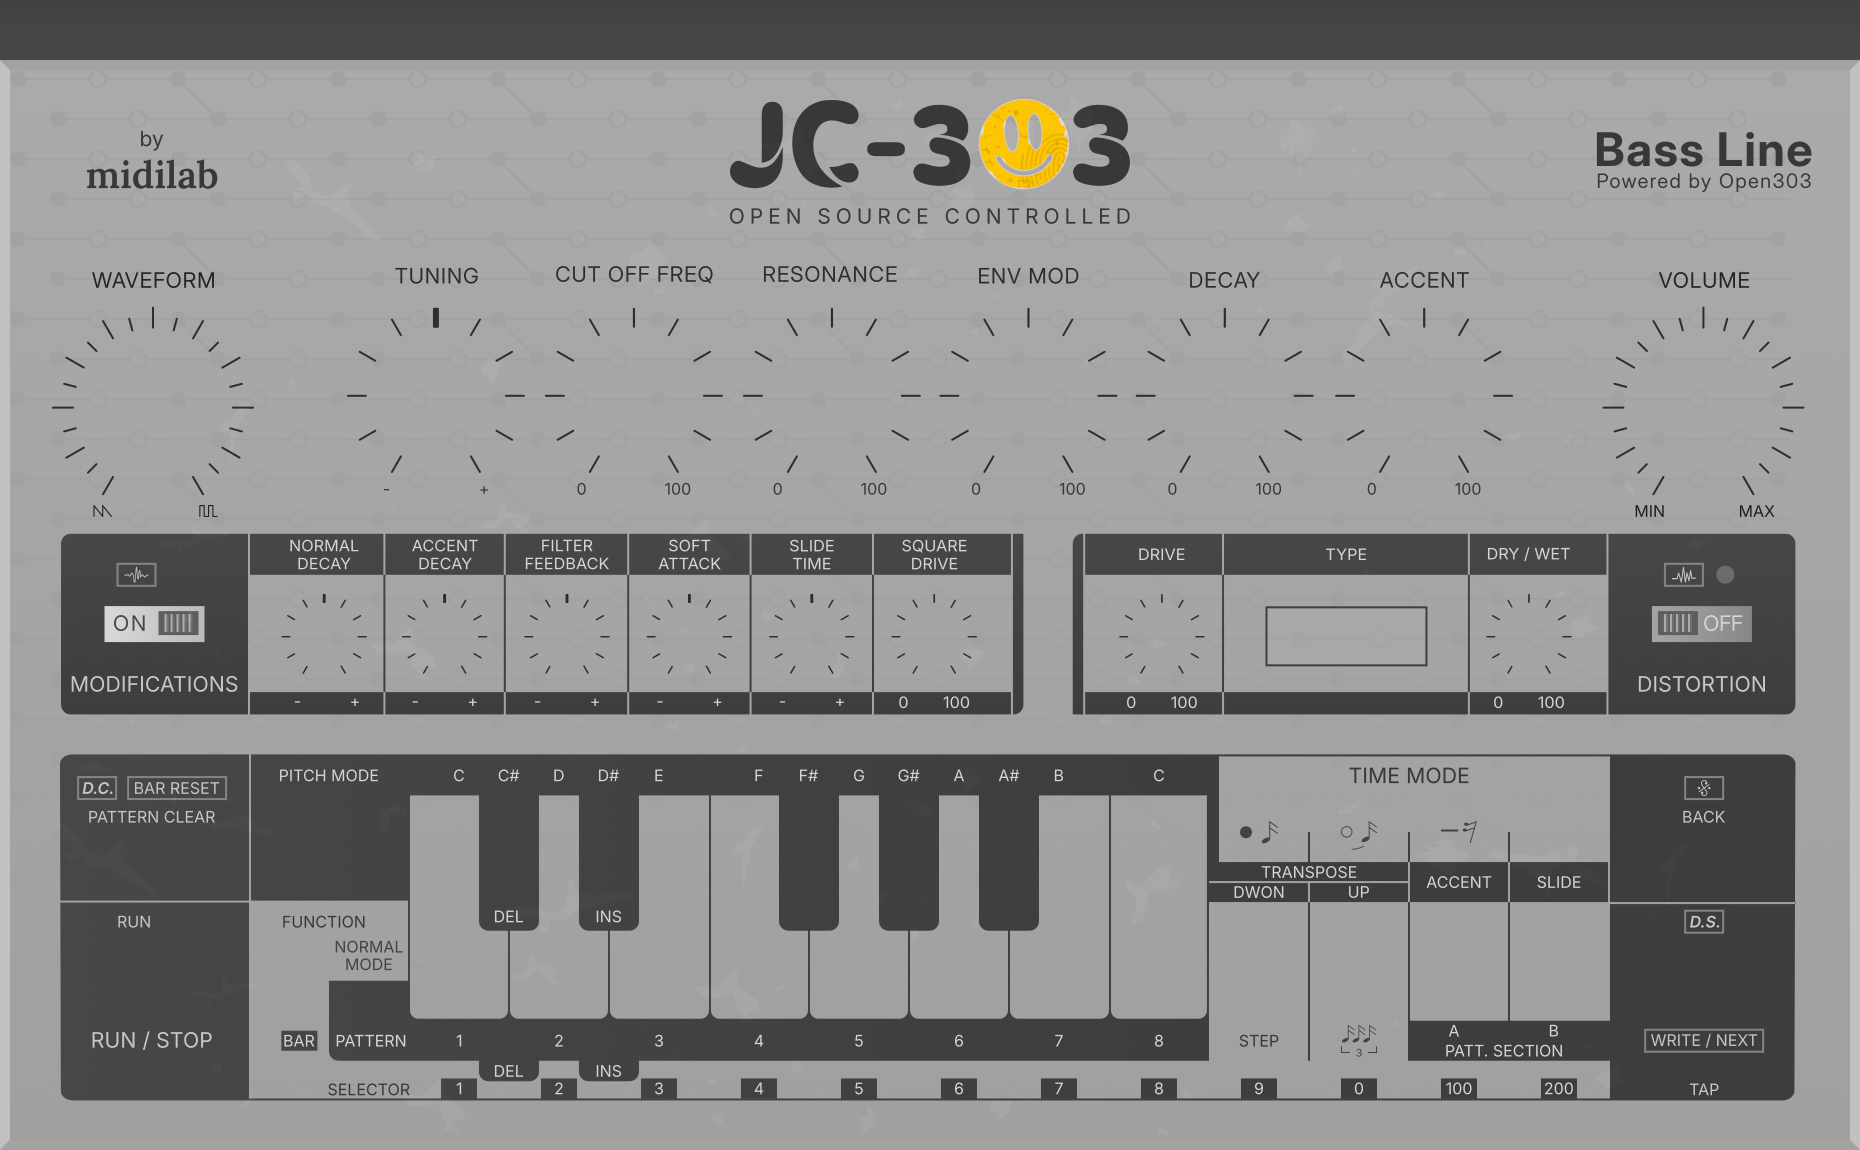 by
midilab
JC-303
OPEN SOURCE CONTROLLED
Bass Line
Powered by Open303
WAVEFORM
TUNING
CUT OFF FREQ
RESONANCE
ENV MOD
DECAY
ACCENT
VOLUME
- +
0 100
0 100
0 100
0 100
0 100
MIN MAX
ON
MODIFICATIONS
NORMAL
DECAY
ACCENT
DECAY
FILTER
FEEDBACK
SOFT
ATTACK
SLIDE
TIME
SQUARE
DRIVE
- +
- +
- +
- +
- +
0 100
DRIVE
TYPE
DRY / WET
0 100
0 100
OFF
DISTORTION
D.C. BAR RESET
PATTERN CLEAR
PITCH MODE
C C# D D# E F F# G G# A A# B C
TIME MODE
BACK
TRANSPOSE
DWON UP
ACCENT
SLIDE
RUN
FUNCTION
DEL INS
D.S.
NORMAL
MODE
RUN / STOP
BAR PATTERN 1 2 3 4 5 6 7 8
STEP
3
A B
PATT. SECTION
WRITE / NEXT
DEL INS
SELECTOR 1 2 3 4 5 6 7 8 9 0 100 200
TAP